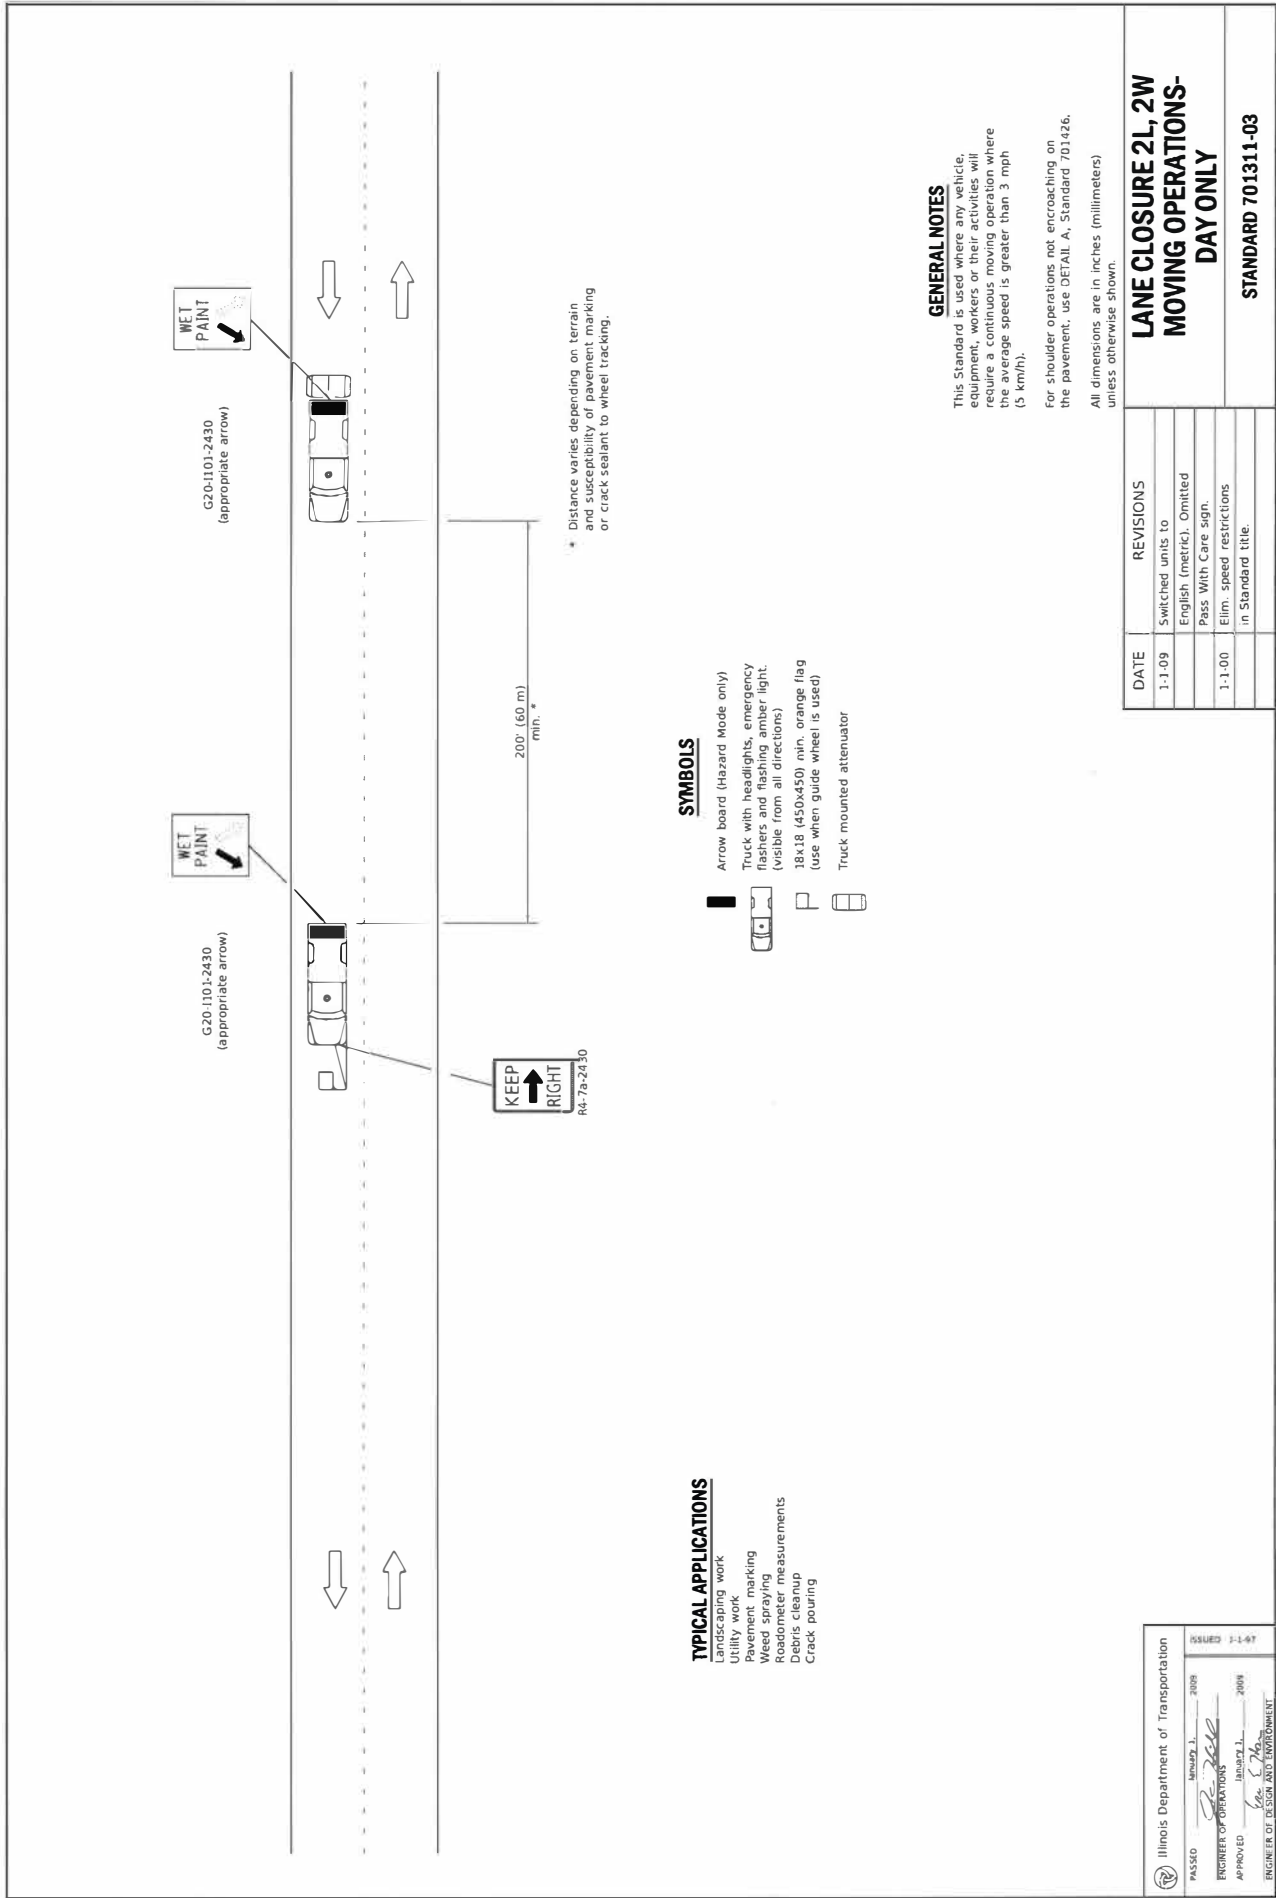 G20-I101-2430
(appropriate arrow)
WET
PAINT
G20-I101-2430
(appropriate arrow)
WET
PAINT
KEEP
RIGHT
R4-7a-2430
200' (60 m)
min. *
* Distance varies depending on terrain
and susceptibility of pavement marking
or crack sealant to wheel tracking.
TYPICAL APPLICATIONS
Landscaping work
Utility work
Pavement marking
Weed spraying
Roadometer measurements
Debris cleanup
Crack pouring
SYMBOLS
Arrow board (Hazard Mode only)
Truck with headlights, emergency
flashers and flashing amber light.
(visible from all directions)
18x18 (450x450) min. orange flag
(use when guide wheel is used)
Truck mounted attenuator
GENERAL NOTES
This Standard is used where any vehicle,
equipment, workers or their activities will
require a continuous moving operation where
the average speed is greater than 3 mph
(5 km/h).
For shoulder operations not encroaching on
the pavement, use DETAIL A, Standard 701426.
All dimensions are in inches (millimeters)
unless otherwise shown.
Illinois Department of Transportation
PASSED January 1, 2009
ENGINEER OF OPERATIONS
APPROVED January 1, 2009
ENGINEER OF DESIGN AND ENVIRONMENT
ISSUED 1-1-97
DATE REVISIONS
1-1-09 Switched units to
English (metric). Omitted
Pass With Care sign.
1-1-00 Elim. speed restrictions
in Standard title.
LANE CLOSURE 2L, 2W
MOVING OPERATIONS-
DAY ONLY
STANDARD 701311-03